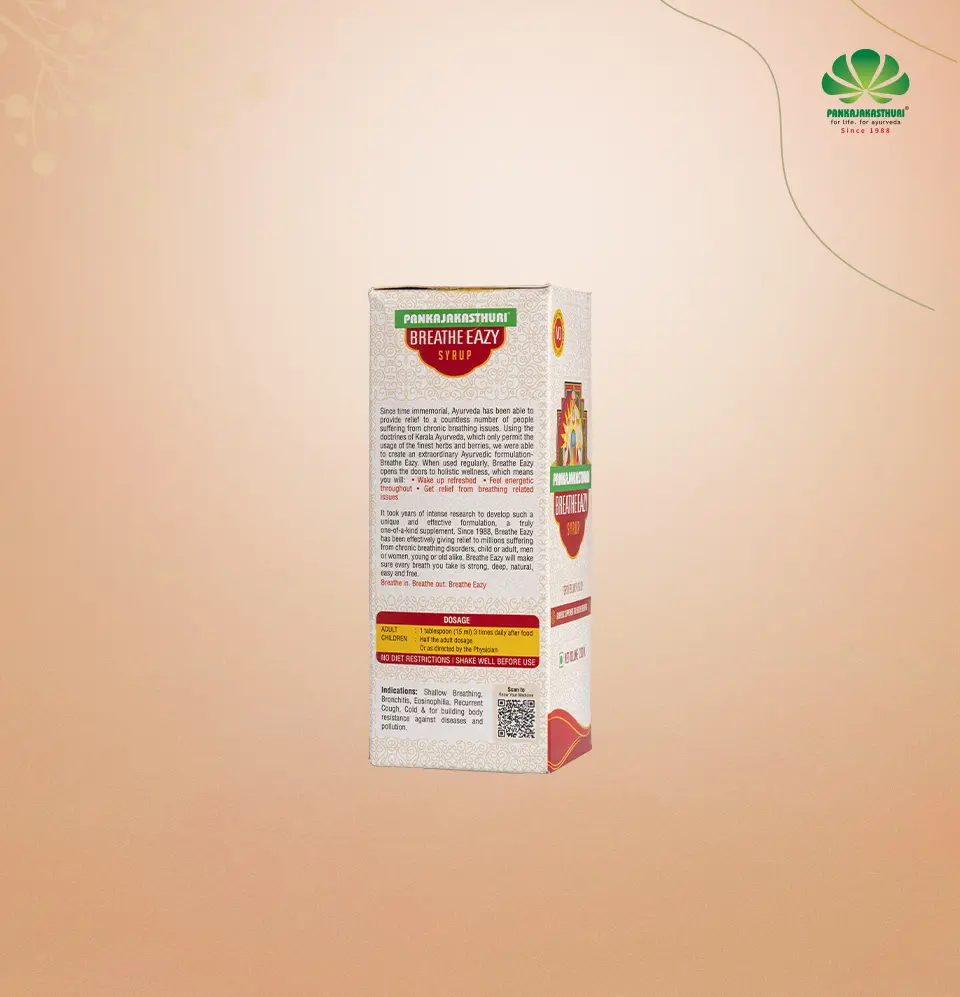 PANKAJAKASTHURI®
for life. for ayurveda
Since 1988
PANKAJAKASTHURI
BREATHE EAZY
SYRUP
Since time immemorial, Ayurveda has been able to
provide relief to a countless number of people
suffering from chronic breathing issues. Using the
doctrines of Kerala Ayurveda, which only permit the
usage of the finest herbs and berries, we were able
to create an extraordinary Ayurvedic formulation-
Breathe Eazy. When used regularly, Breathe Eazy
opens the doors to holistic wellness, which means
you will: • Wake up refreshed • Feel energetic
throughout • Get relief from breathing related
issues
It took years of intense research to develop such a
unique and effective formulation, a truly
one-of-a-kind supplement. Since 1988, Breathe Eazy
has been effectively giving relief to millions suffering
from chronic breathing disorders, child or adult, men
or women, young or old alike. Breathe Eazy will make
sure every breath you take is strong, deep, natural,
easy and free.
Breathe in. Breathe out. Breathe Eazy
DOSAGE
ADULT : 1 tablespoon (15 ml) 3 times daily after food
CHILDREN : Half the adult dosage
Or as directed by the Physician
NO DIET RESTRICTIONS | SHAKE WELL BEFORE USE
Indications: Shallow Breathing,
Bronchitis, Eosinophilia, Recurrent
Cough, Cold & for building body
resistance against diseases and
pollution.
Scan to
Know Your Medicine
NO
PANKAJAKASTHURI
BREATHE EAZY
SYRUP